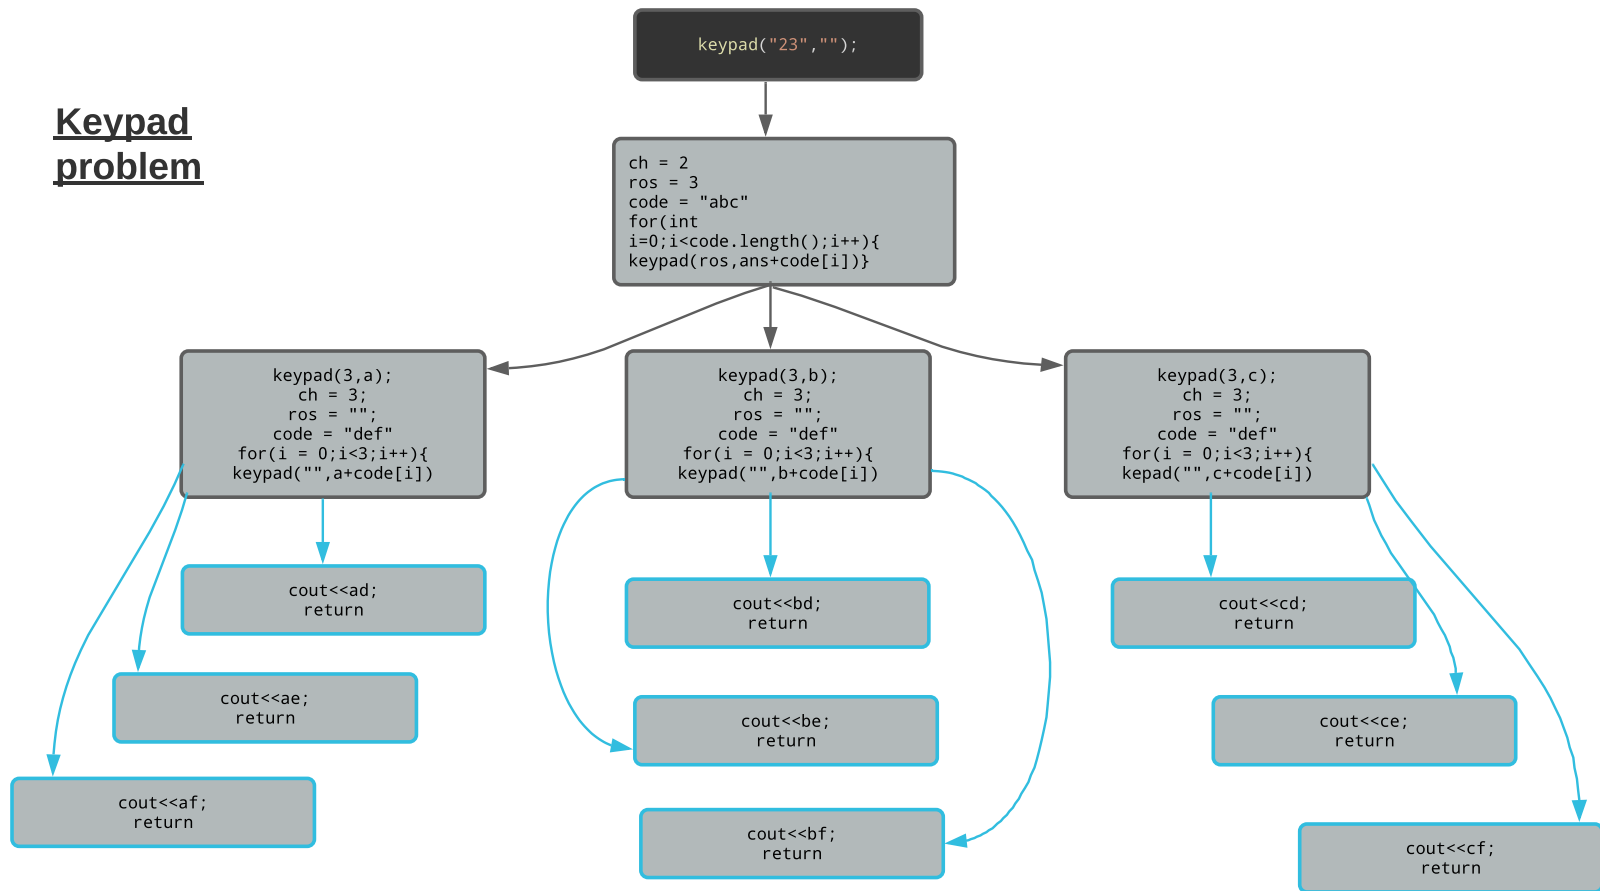 keypad("23","");
Keypad
problem
ch = 2
ros = 3
code = "abc"
for(int
i=0;i<code.length();i++){
keypad(ros,ans+code[i])}
keypad(3,a);
ch = 3;
ros = "";
code = "def"
for(i = 0;i<3;i++){
keypad("",a+code[i])
keypad(3,b);
ch = 3;
ros = "";
code = "def"
for(i = 0;i<3;i++){
keypad("",b+code[i])
keypad(3,c);
ch = 3;
ros = "";
code = "def"
for(i = 0;i<3;i++){
kepad("",c+code[i])
cout<<ad;
return
cout<<bd;
return
cout<<cd;
return
cout<<ae;
return
cout<<be;
return
cout<<ce;
return
cout<<af;
return
cout<<bf;
return
cout<<cf;
return